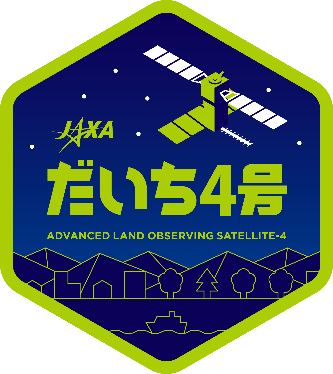 JAXA
だいち4号
ADVANCED LAND OBSERVING SATELLITE-4